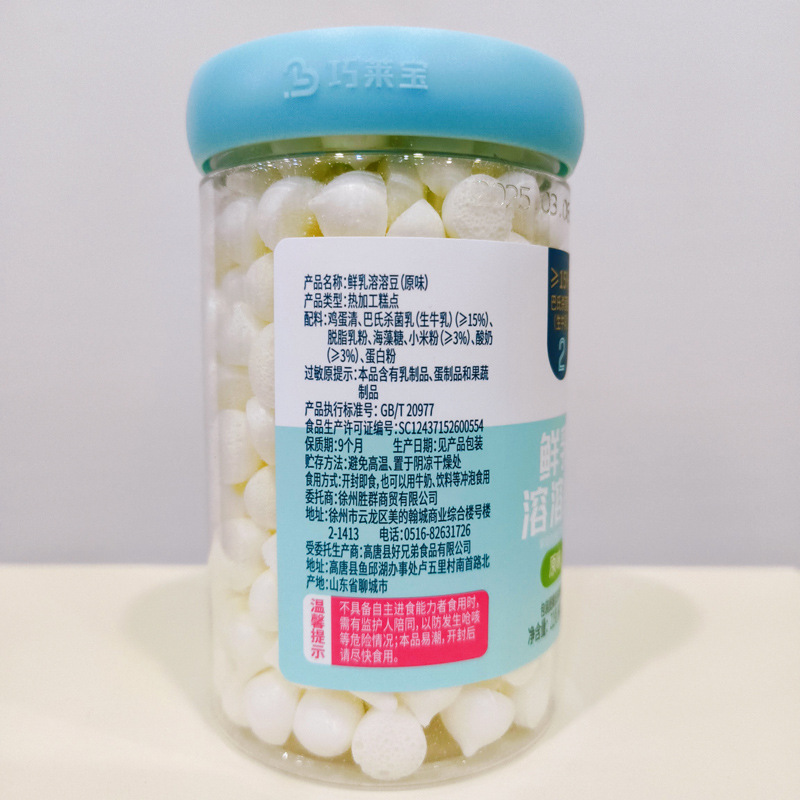 巧莱宝
2025.03.06
产品名称:鲜乳溶溶豆(原味)
产品类型:热加工糕点
配料:鸡蛋清、巴氏杀菌乳(生牛乳)(≥15%)、
脱脂乳粉、海藻糖、小米粉(≥3%)、酸奶
(≥3%)、蛋白粉
过敏原提示:本品含有乳制品、蛋制品和果蔬
制品
产品执行标准号: GB/T 20977
食品生产许可证编号:SC12437152600554
保质期:9个月 生产日期:见产品包装
贮存方法:避免高温、置于阴凉干燥处
食用方式:开封即食,也可以用牛奶、饮料等冲泡食用
委托商:徐州胜群商贸有限公司
地址:徐州市云龙区美的翰城商业综合楼号楼
2-1413 电话:0516-82631726
受委托生产商:高唐县好兄弟食品有限公司
地址:高唐县鱼邱湖办事处卢五里村南首路北
产地:山东省聊城市
温馨提示
不具备自主进食能力者食用时,
需有监护人陪同,以防发生呛咳
等危险情况;本品易潮,开封后
请尽快食用。
≥15
巴氏
2
鲜
溶溶
原
净含量: